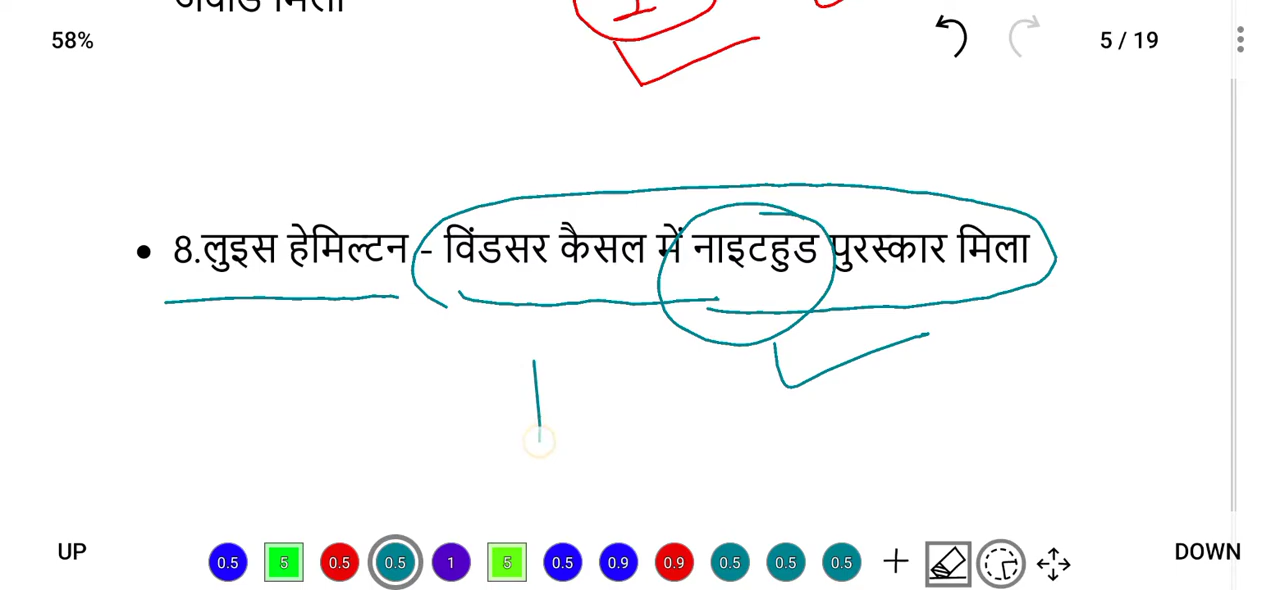 अवार्ड मिला
58%
5 / 19
• 8.लुइस हेमिल्टन - विंडसर कैसल में नाइटहुड पुरस्कार मिला
UP
0.5 5 0.5 0.5 1 5 0.5 0.9 0.9 0.5 0.5 0.5
DOWN